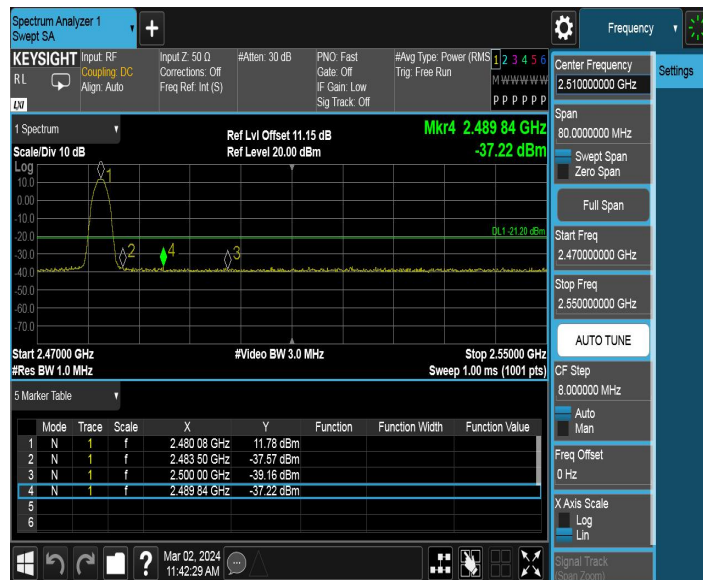 Spectrum Analyzer 1
Swept SA
+
Frequency
KEYSIGHT
RL
LXI
Input: RF
Coupling: DC
Align: Auto
Input Z: 50 Ω
Corrections: Off
Freq Ref: Int (S)
#Atten: 30 dB
PNO: Fast
Gate: Off
IF Gain: Low
Sig Track: Off
#Avg Type: Power (RMS
Trig: Free Run
1 2 3 4 5 6
M W W W W W
P P P P P P
Center Frequency
2.510000000 GHz
Settings
Span
80.0000000 MHz
Swept Span
Zero Span
Full Span
Start Freq
2.470000000 GHz
Stop Freq
2.550000000 GHz
AUTO TUNE
CF Step
8.000000 MHz
Auto
Man
Freq Offset
0 Hz
X Axis Scale
Log
Lin
Signal Track
(Span Zoom)
1 Spectrum
Scale/Div 10 dB
Ref Lvl Offset 11.15 dB
Ref Level 20.00 dBm
Mkr4 2.489 84 GHz
-37.22 dBm
Log
10.0
0.00
-10.0
-20.0
-30.0
-40.0
-50.0
-60.0
-70.0
1
2
4
3
DL1 -21.20 dBm
Start 2.47000 GHz
#Res BW 1.0 MHz
#Video BW 3.0 MHz
Stop 2.55000 GHz
Sweep 1.00 ms (1001 pts)
5 Marker Table
Mode Trace Scale X Y Function Function Width Function Value
1 N 1 f 2.480 08 GHz 11.78 dBm
2 N 1 f 2.483 50 GHz -37.57 dBm
3 N 1 f 2.500 00 GHz -39.16 dBm
4 N 1 f 2.489 84 GHz -37.22 dBm
5
6
?
Mar 02, 2024
11:42:29 AM